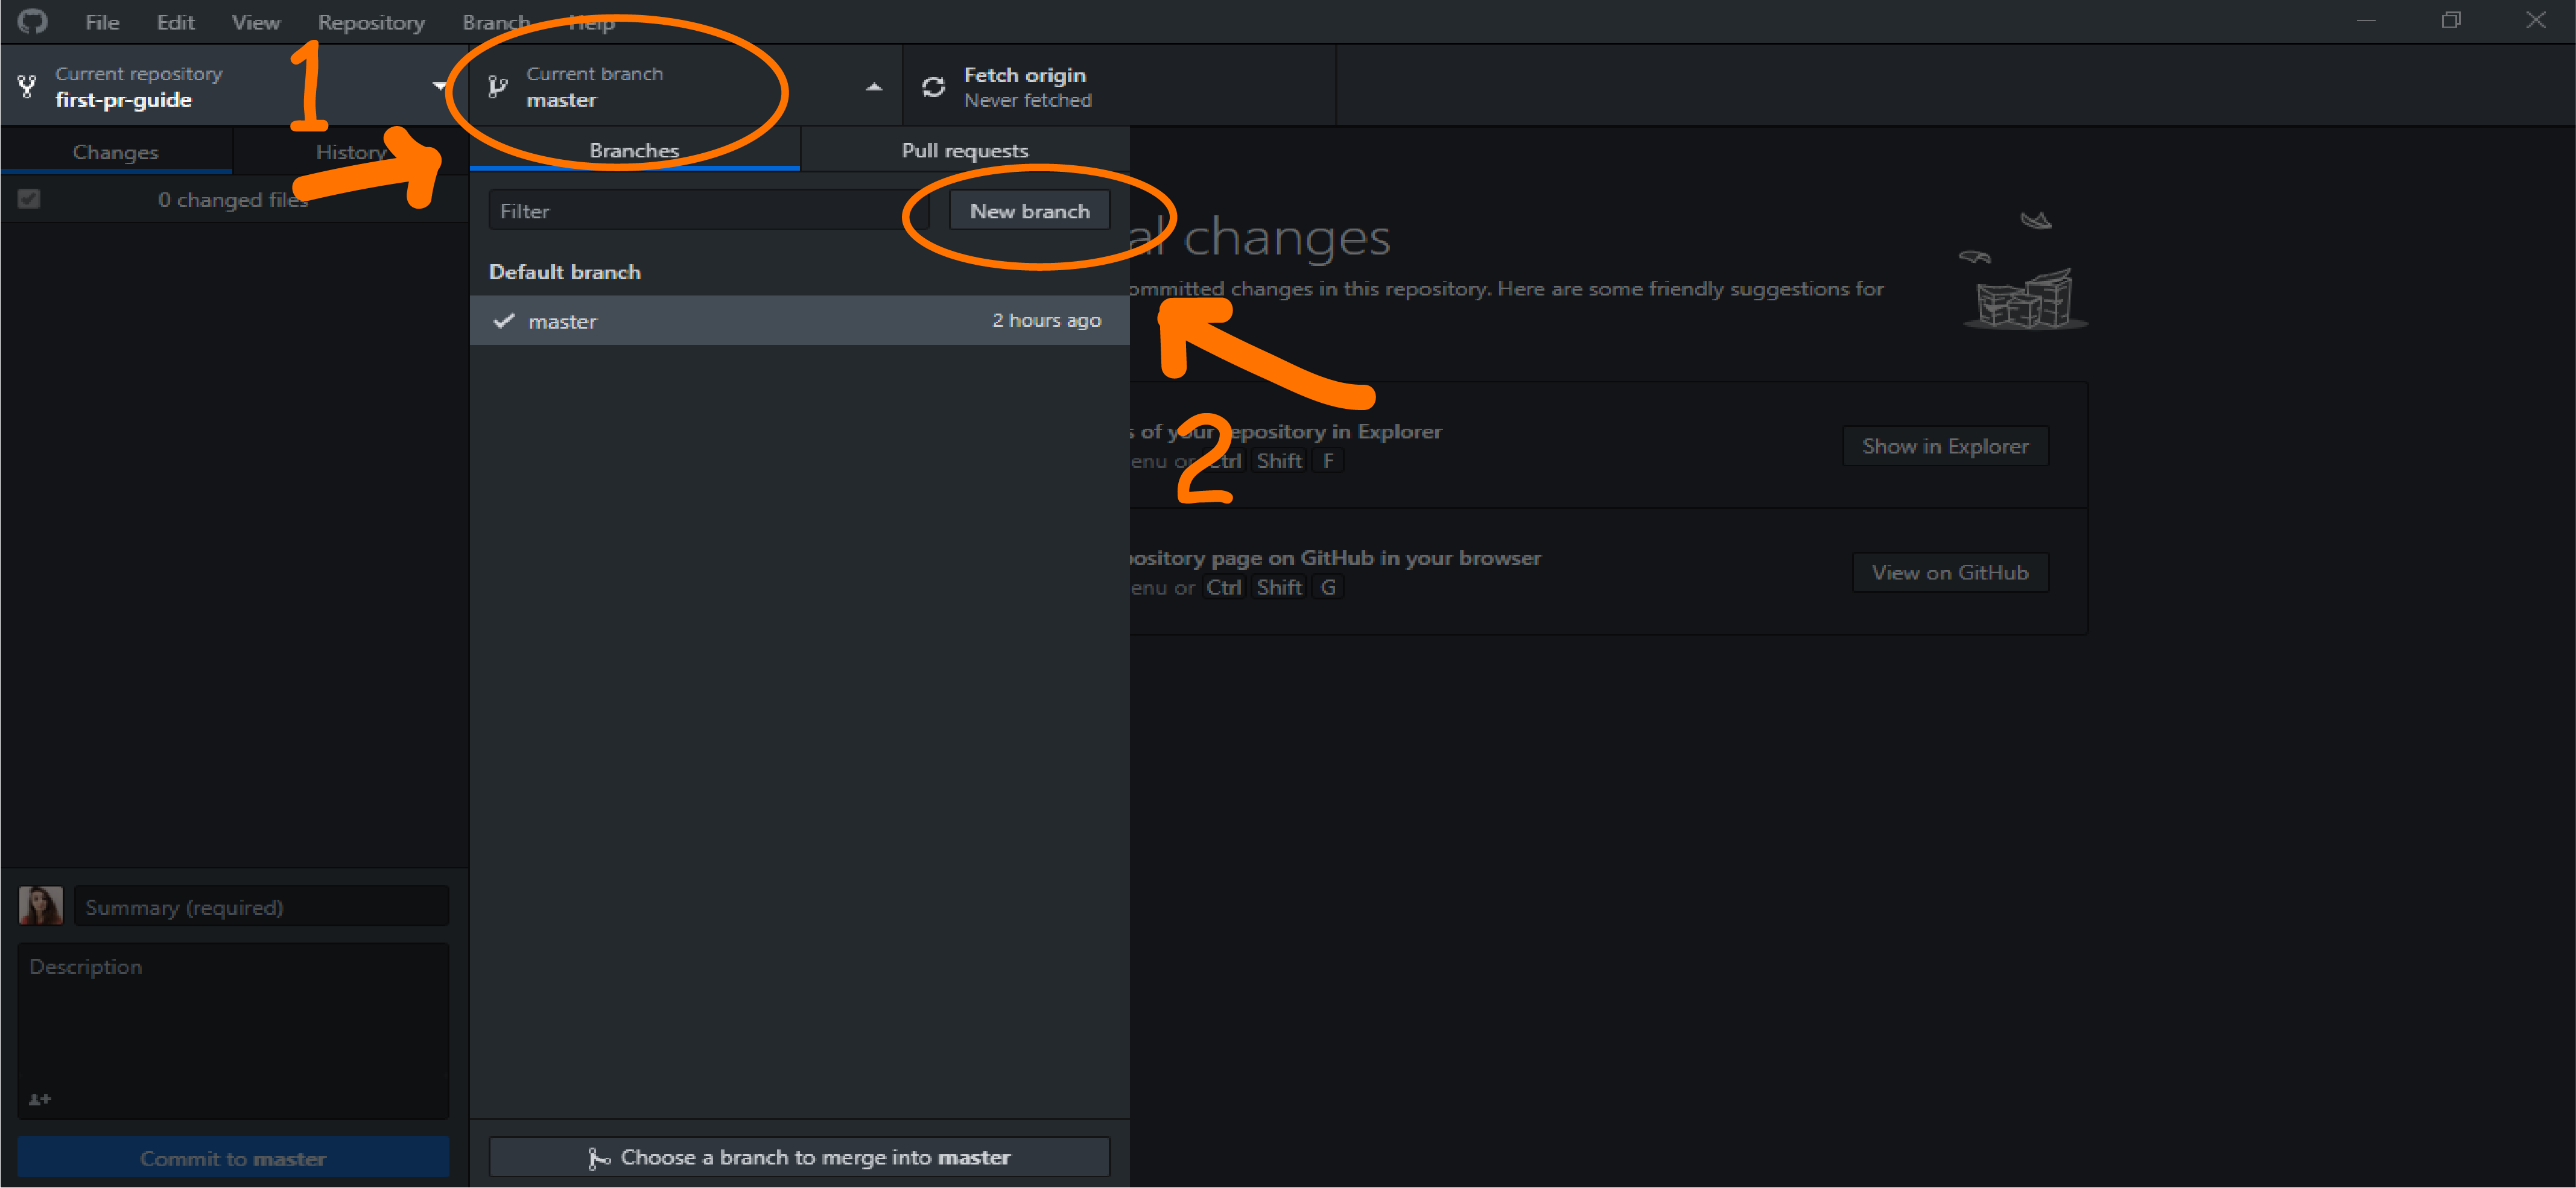 File Edit View Repository Branch Help
Current repository
first-pr-guide
1
Current branch
master
Fetch origin
Never fetched
Changes
History
0 changed files
Branches
Pull requests
Filter
New branch
Default branch
master
2 hours ago
al changes
ommitted changes in this repository. Here are some friendly suggestions for
2
s of your repository in Explorer
enu or Ctrl Shift F
Show in Explorer
pository page on GitHub in your browser
enu or Ctrl Shift G
View on GitHub
Summary (required)
Description
Commit to master
Choose a branch to merge into master